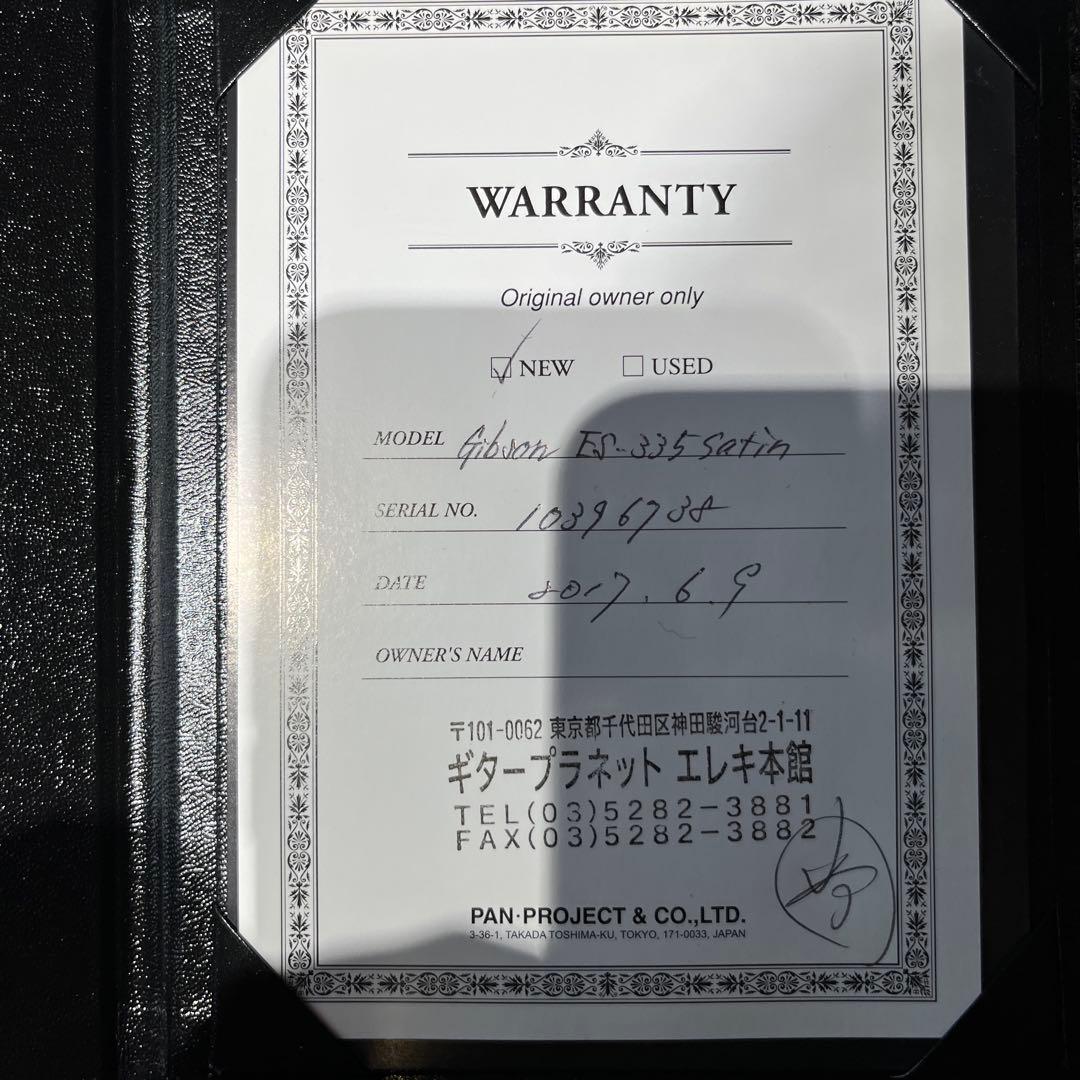 WARRANTY
Original owner only
NEW USED
MODEL Gibson ES-335 Satin
SERIAL NO. 10396738
DATE 2017.6.9
OWNER'S NAME
〒101-0062 東京都千代田区神田駿河台2-1-11
ギタープラネット エレキ本館
TEL(03)5282-3881
FAX(03)5282-3882
PAN·PROJECT & CO.,LTD.
3-36-1, TAKADA TOSHIMA-KU, TOKYO, 171-0033, JAPAN